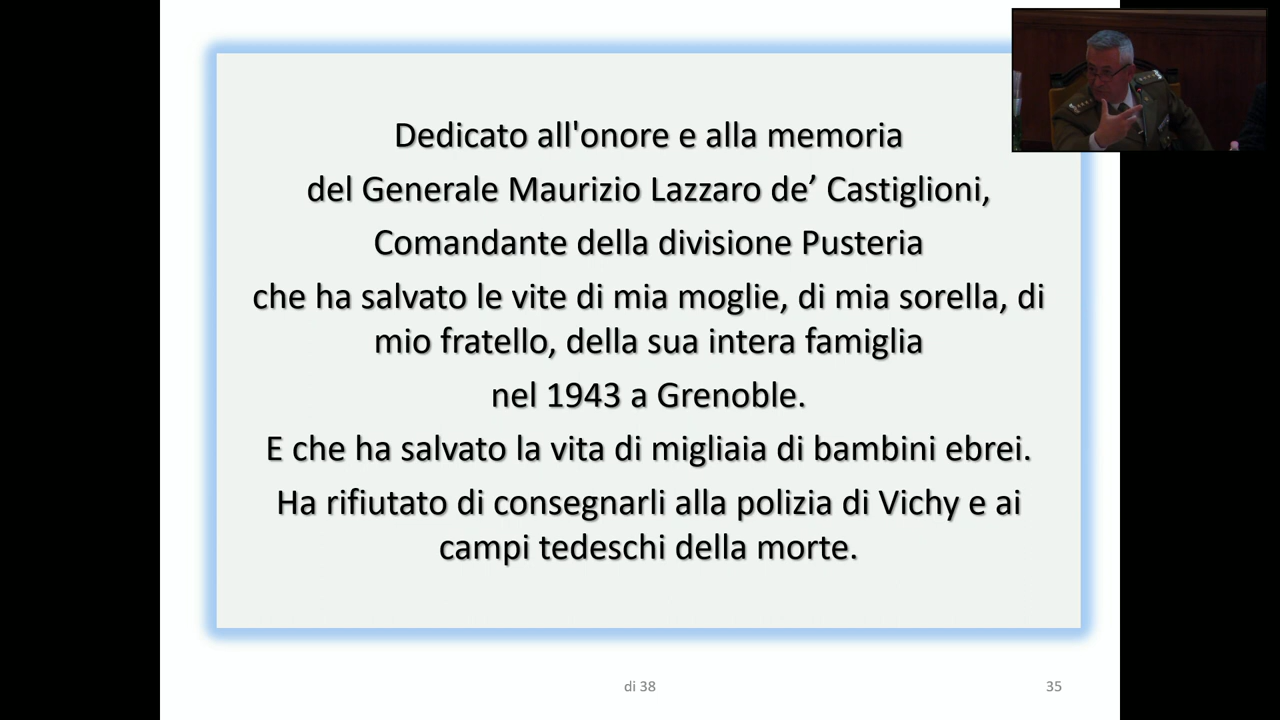 Dedicato all'onore e alla memoria
del Generale Maurizio Lazzaro de’ Castiglioni,
Comandante della divisione Pusteria
che ha salvato le vite di mia moglie, di mia sorella, di
mio fratello, della sua intera famiglia
nel 1943 a Grenoble.
E che ha salvato la vita di migliaia di bambini ebrei.
Ha rifiutato di consegnarli alla polizia di Vichy e ai
campi tedeschi della morte.
di 38
35